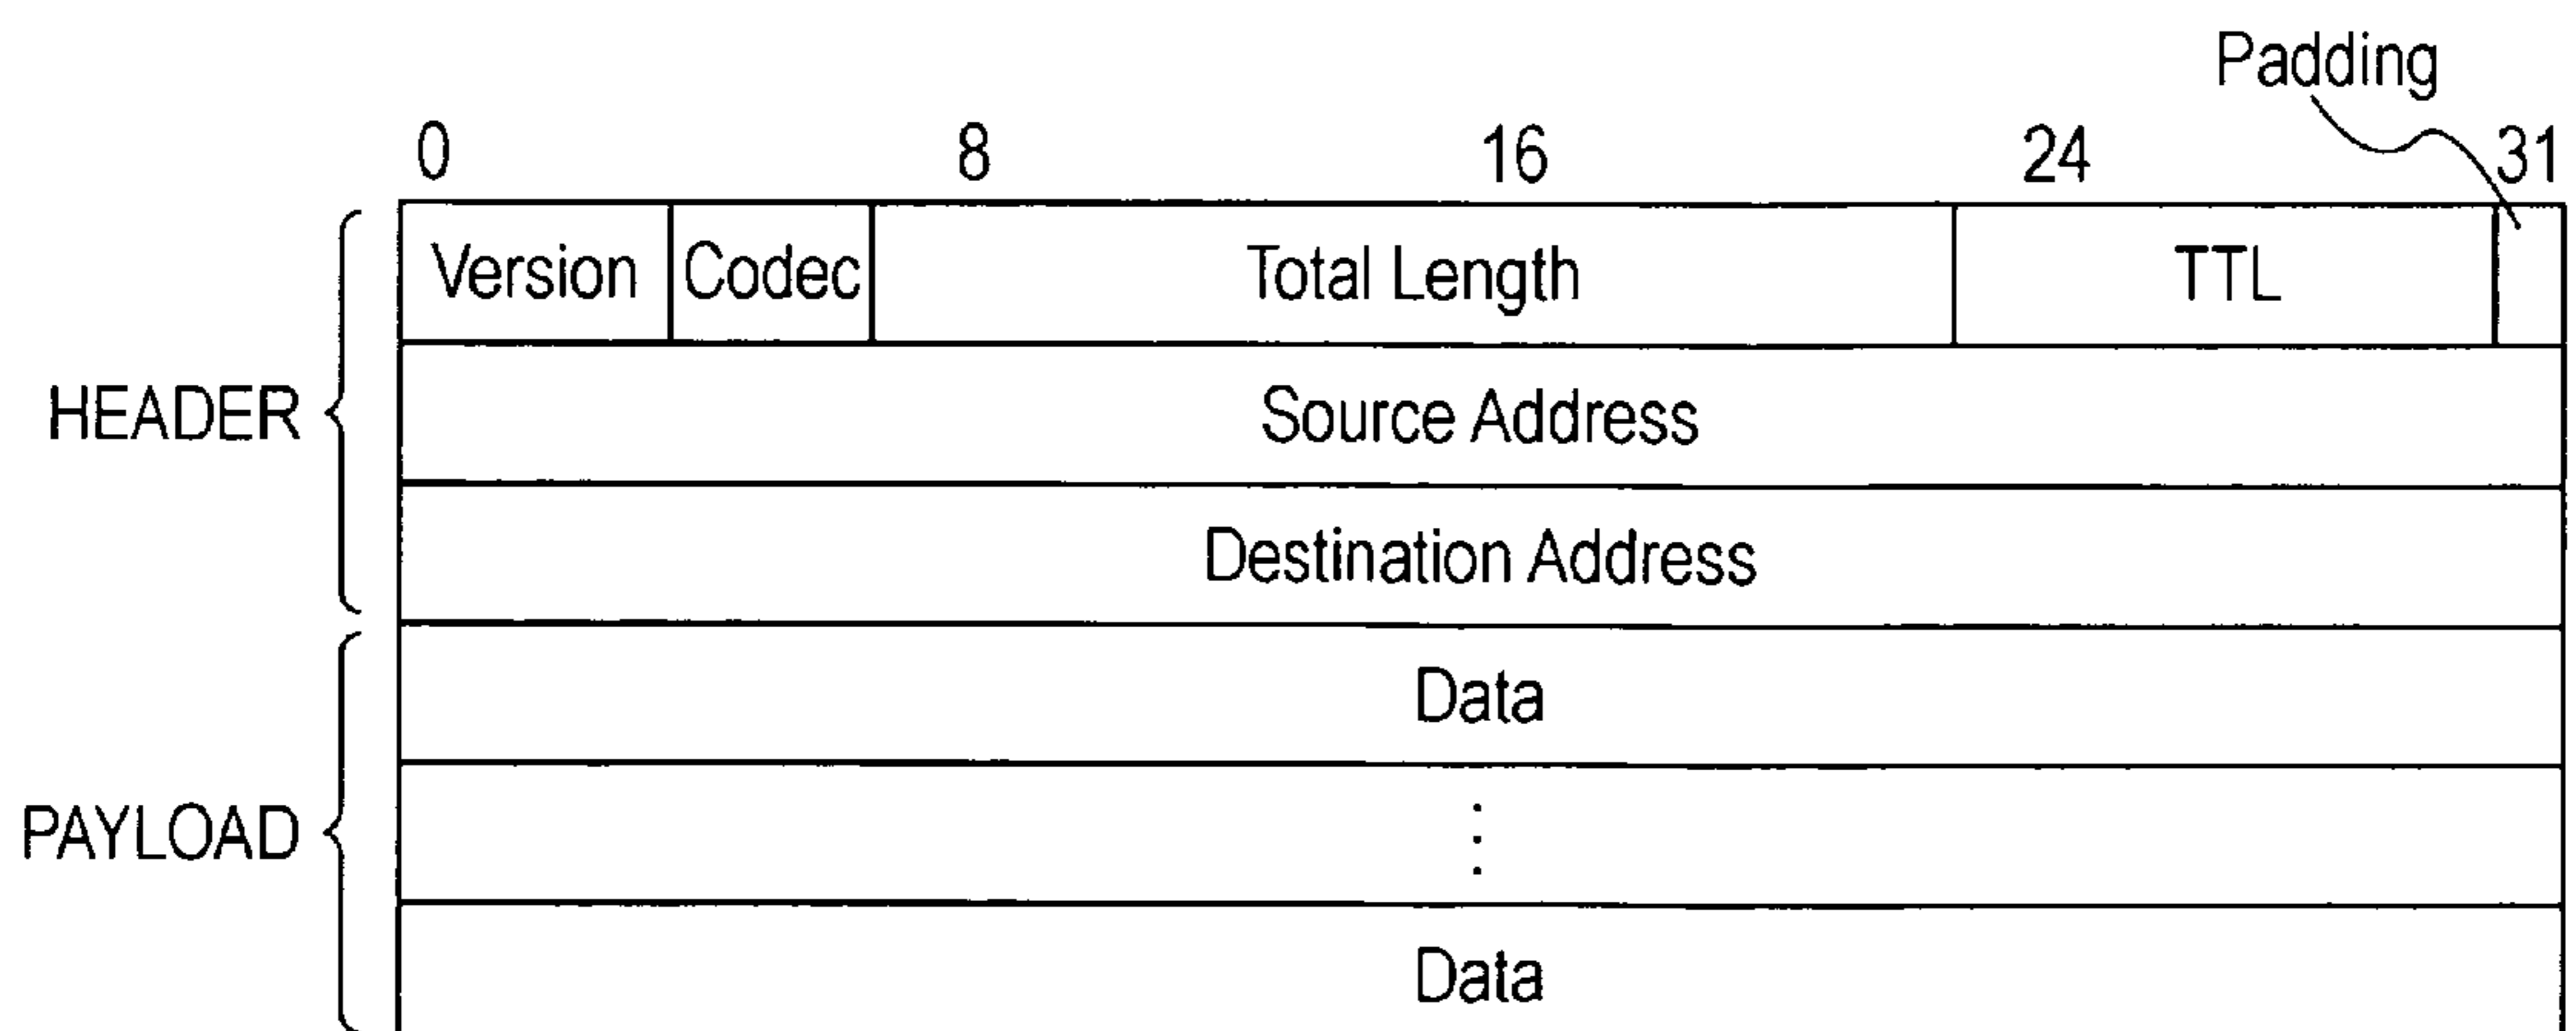 Padding
0 8 16 24 31
Version Codec Total Length TTL
HEADER
Source Address
Destination Address
Data
PAYLOAD
⋮
Data